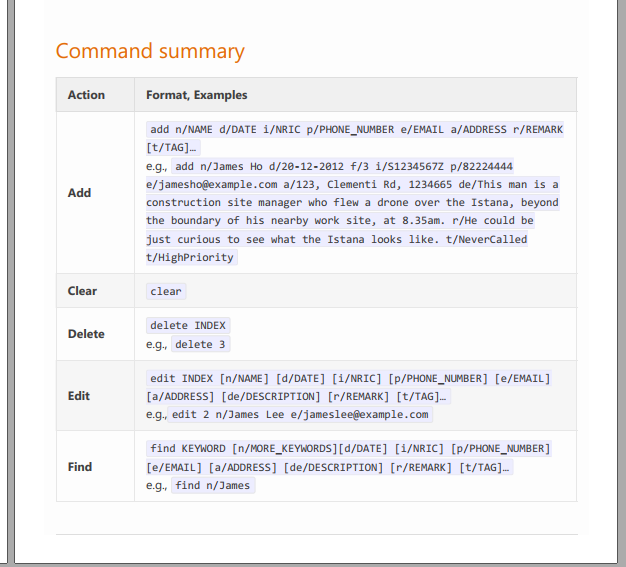 Command summary
Action Format, Examples
Add
add n/NAME d/DATE i/NRIC p/PHONE_NUMBER e/EMAIL a/ADDRESS r/REMARK
[t/TAG]…
e.g., add n/James Ho d/20-12-2012 f/3 i/S1234567Z p/82224444
e/jamesho@example.com a/123, Clementi Rd, 1234665 de/This man is a
construction site manager who flew a drone over the Istana, beyond
the boundary of his nearby work site, at 8.35am. r/He could be
just curious to see what the Istana looks like. t/NeverCalled
t/HighPriority
Clear
clear
Delete
delete INDEX
e.g., delete 3
Edit
edit INDEX [n/NAME] [d/DATE] [i/NRIC] [p/PHONE_NUMBER] [e/EMAIL]
[a/ADDRESS] [de/DESCRIPTION] [r/REMARK] [t/TAG]…
e.g., edit 2 n/James Lee e/jameslee@example.com
Find
find KEYWORD [n/MORE_KEYWORDS][d/DATE] [i/NRIC] [p/PHONE_NUMBER]
[e/EMAIL] [a/ADDRESS] [de/DESCRIPTION] [r/REMARK] [t/TAG]…
e.g., find n/James